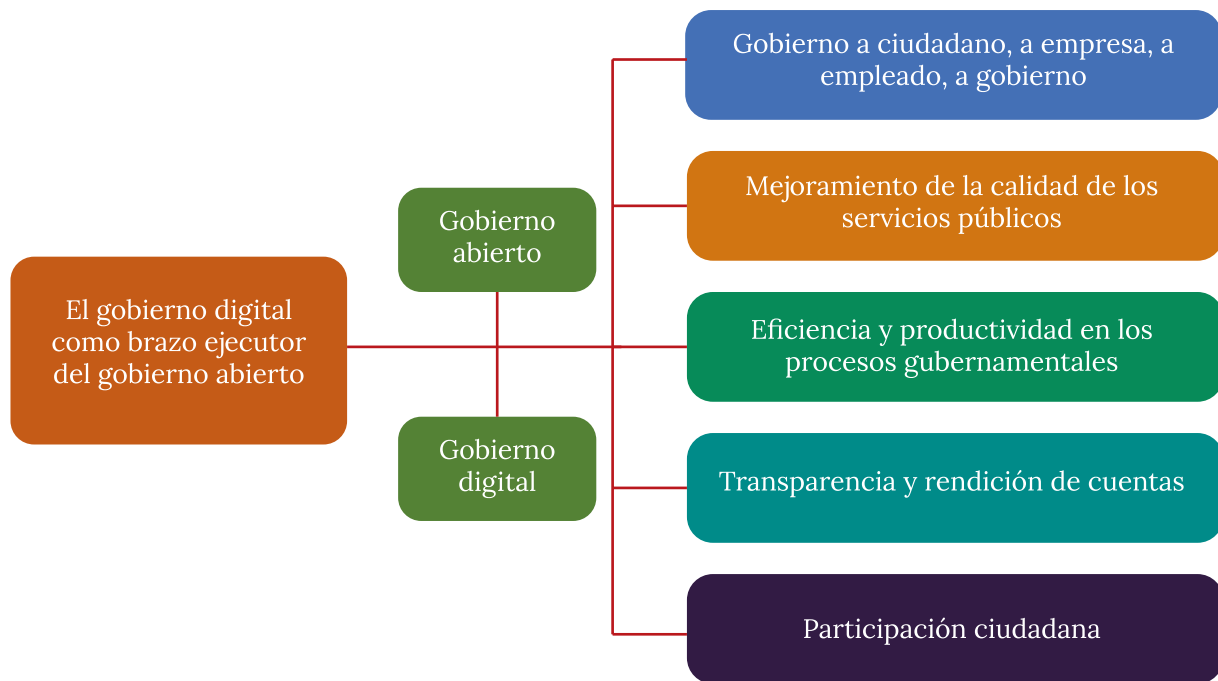 El gobierno digital
como brazo ejecutor
del gobierno abierto
Gobierno
abierto
Gobierno
digital
Gobierno a ciudadano, a empresa, a
empleado, a gobierno
Mejoramiento de la calidad de los
servicios públicos
Eficiencia y productividad en los
procesos gubernamentales
Transparencia y rendición de cuentas
Participación ciudadana